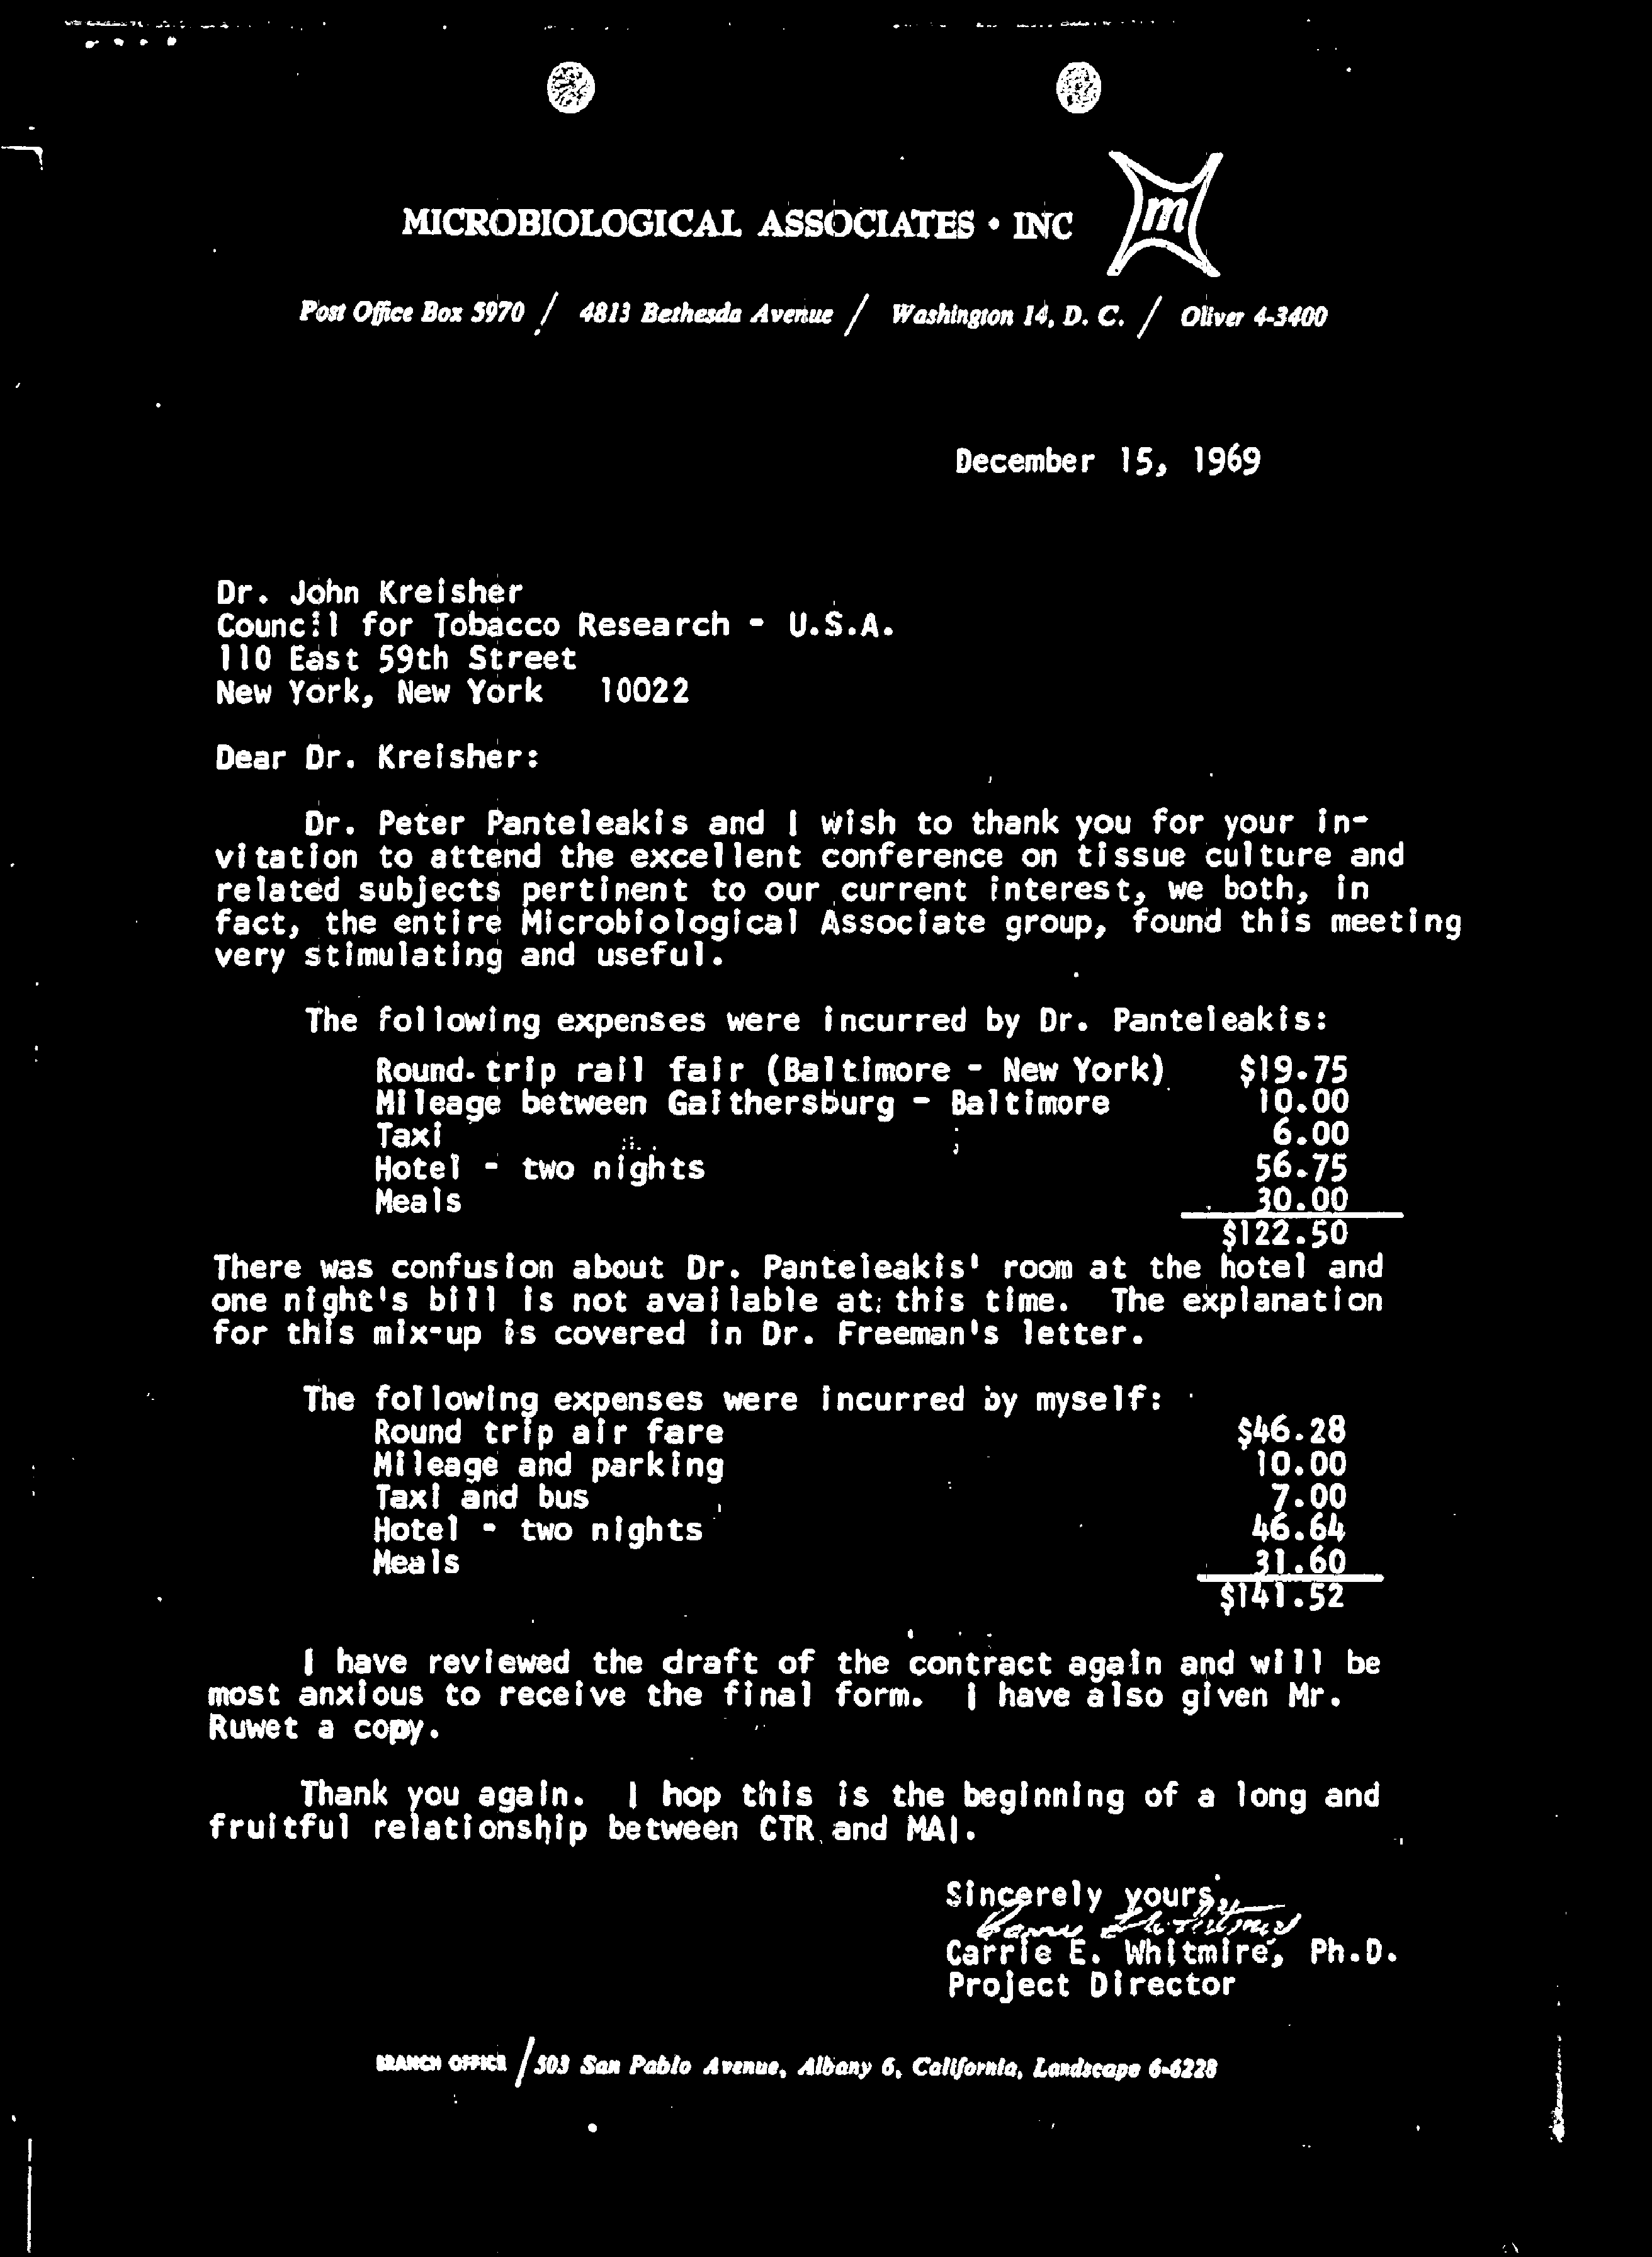 MICROBIOLOGICAL ASSOCIATES • INC
m
Post Office Box 5970 / 4813 Bethesda Avenue / Washington 14, D. C. / Oliver 4-3400
December 15, 1969
Dr. John Kreisher
Council for Tobacco Research - U.S.A.
110 East 59th Street
New York, New York 10022
Dear Dr. Kreisher:
Dr. Peter Panteleakis and I wish to thank you for your in-
vitation to attend the excellent conference on tissue culture and
related subjects pertinent to our current interest, we both, in
fact, the entire Microbiological Associate group, found this meeting
very stimulating and useful.
The following expenses were incurred by Dr. Panteleakis:
Round trip rail fair (Baltimore - New York) $19.75
Mileage between Gaithersburg - Baltimore 10.00
Taxi 6.00
Hotel - two nights 56.75
Meals 30.00
$122.50
There was confusion about Dr. Panteleakis' room at the hotel and
one night's bill is not available at this time. The explanation
for this mix-up is covered in Dr. Freeman's letter.
The following expenses were incurred by myself:
Round trip air fare $46.28
Mileage and parking 10.00
Taxi and bus 7.00
Hotel - two nights 46.64
Meals 31.60
$141.52
I have reviewed the draft of the contract again and will be
most anxious to receive the final form. I have also given Mr.
Ruwet a copy.
Thank you again. I hop this is the beginning of a long and
fruitful relationship between CTR and MAI.
Sincerely yours,
Carrie E. Whitmire, Ph.D.
Project Director
BRANCH OFFICE / 303 San Pablo Avenue, Albany 6, California, Landscape 6-6228